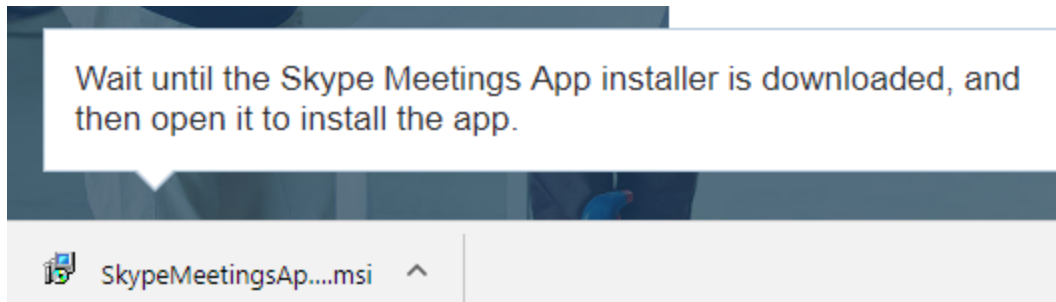 Wait until the Skype Meetings App installer is downloaded, and
then open it to install the app.
SkypeMeetingsAp....msi